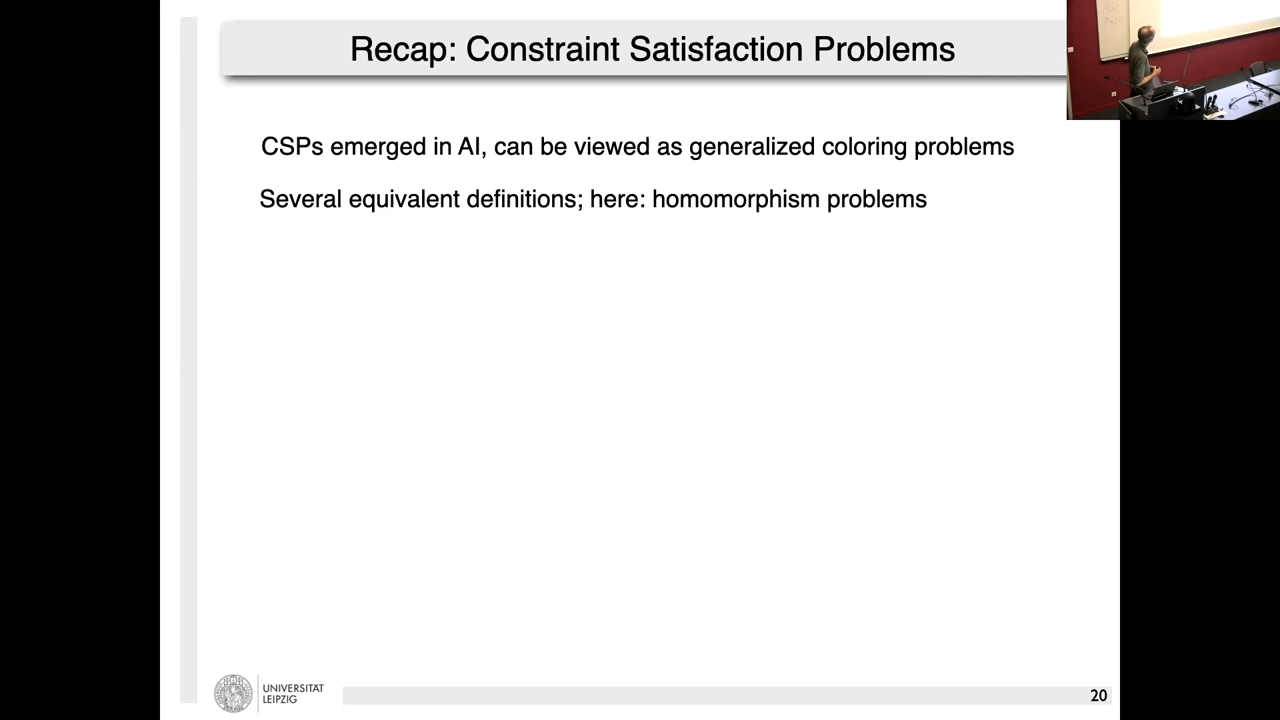 Recap: Constraint Satisfaction Problems
CSPs emerged in AI, can be viewed as generalized coloring problems
Several equivalent definitions; here: homomorphism problems
UNIVERSITÄT
LEIPZIG
20